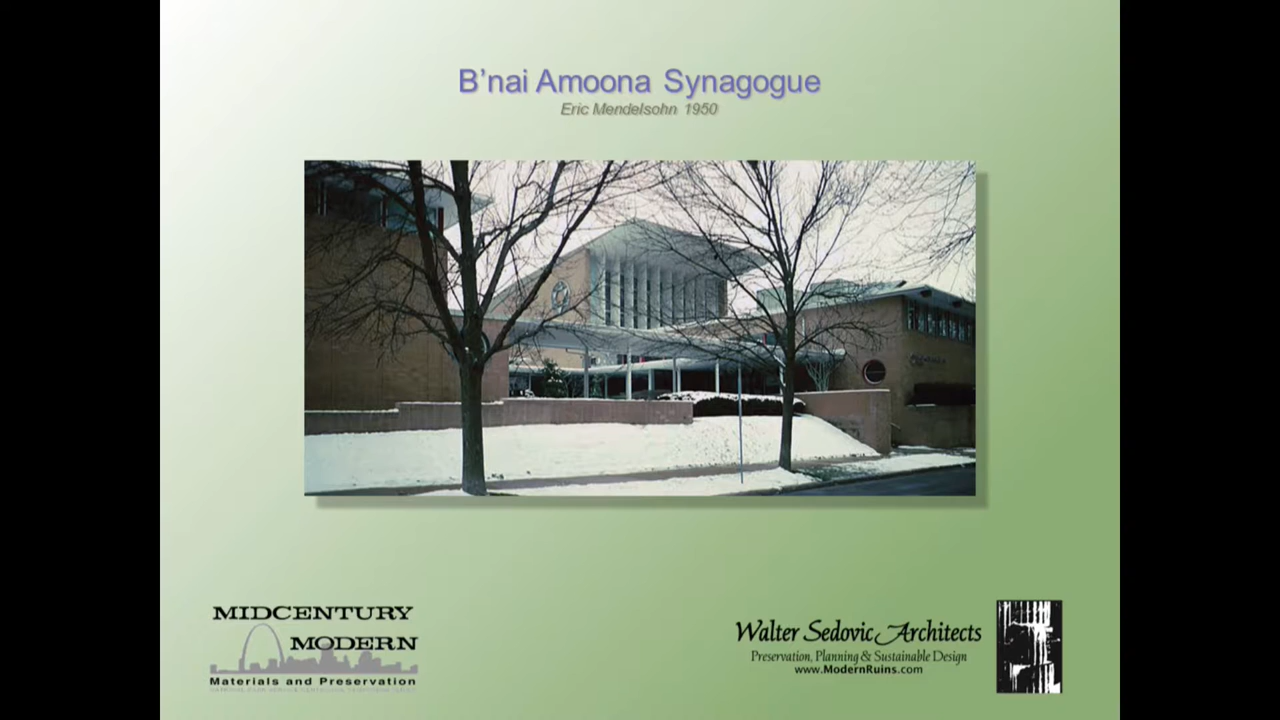 B'nai Amoona Synagogue
Eric Mendelsohn 1950
MIDCENTURY
MODERN
Materials and Preservation
Walter Sedovic Architects
Preservation, Planning & Sustainable Design
www.ModernRuins.com